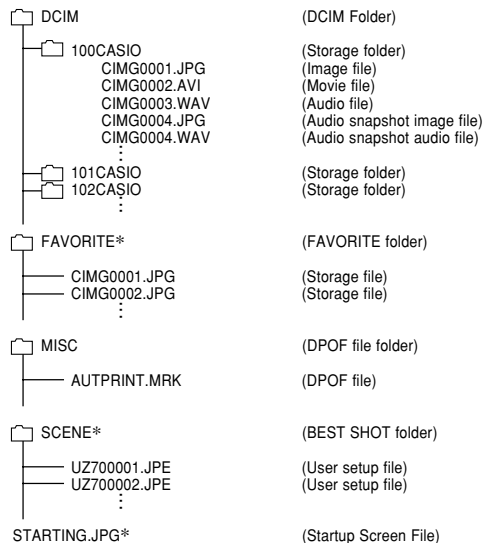 DCIM (DCIM Folder)
100CASIO (Storage folder)
CIMG0001.JPG (Image file)
CIMG0002.AVI (Movie file)
CIMG0003.WAV (Audio file)
CIMG0004.JPG (Audio snapshot image file)
CIMG0004.WAV (Audio snapshot audio file)
101CASIO (Storage folder)
102CASIO (Storage folder)
FAVORITE* (FAVORITE folder)
CIMG0001.JPG (Storage file)
CIMG0002.JPG (Storage file)
MISC (DPOF file folder)
AUTPRINT.MRK (DPOF file)
SCENE* (BEST SHOT folder)
UZ700001.JPE (User setup file)
UZ700002.JPE (User setup file)
STARTING.JPG* (Startup Screen File)